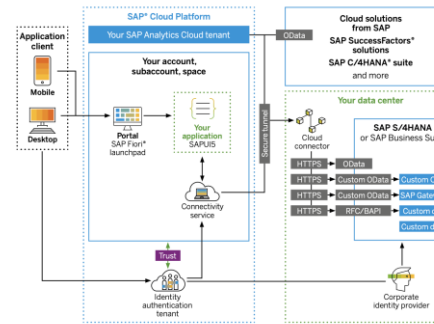 Application
client
Mobile
Desktop
SAP® Cloud Platform
Your SAP Analytics Cloud tenant
Your account,
subaccount, space
Portal
SAP Fiori®
launchpad
Your
application
SAPUI5
Connectivity
service
Trust
Identity
authentication
tenant
OData
Secure tunnel
Cloud solutions
from SAP
SAP SuccessFactors®
solutions
SAP C/4HANA® suite
and more
Your data center
Cloud
connector
SAP S/4HANA
or SAP Business Su
HTTPS OData
HTTPS Custom OData Custom O
HTTPS Custom OData SAP Gate
HTTPS RFC/BAPI Custom d
Custom d
Corporate
identity provider